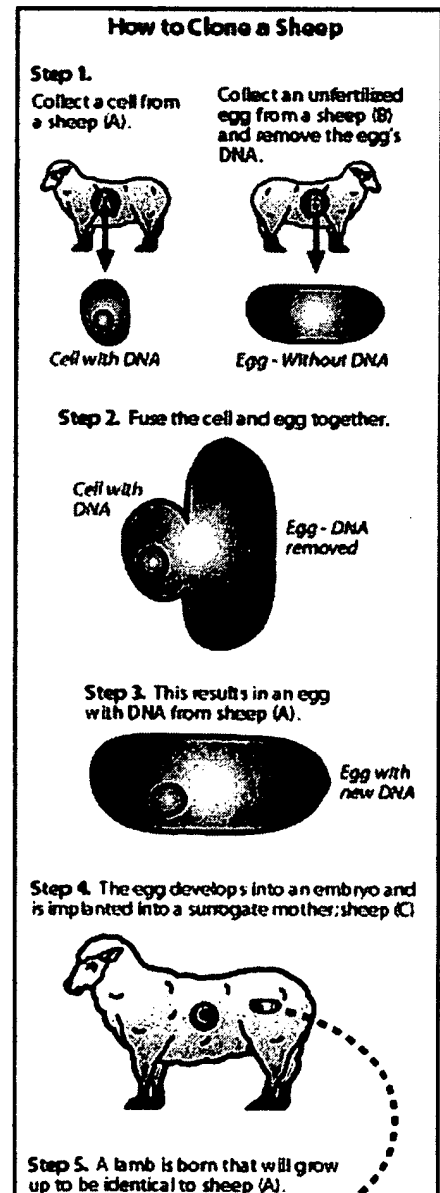 How to Clone a Sheep
Step 1.
Collect a cell from
a sheep (A).
Collect an unfertilized
egg from a sheep (B)
and remove the egg's
DNA.
A
B
Cell with DNA
Egg - Without DNA
Step 2. Fuse the cell and egg together.
Cell with
DNA
Egg - DNA
removed
Step 3. This results in an egg
with DNA from sheep (A).
Egg with
new DNA
Step 4. The egg develops into an embryo and
is implanted into a surrogate mother; sheep (C)
C
Step 5. A lamb is born that will grow
up to be identical to sheep (A).